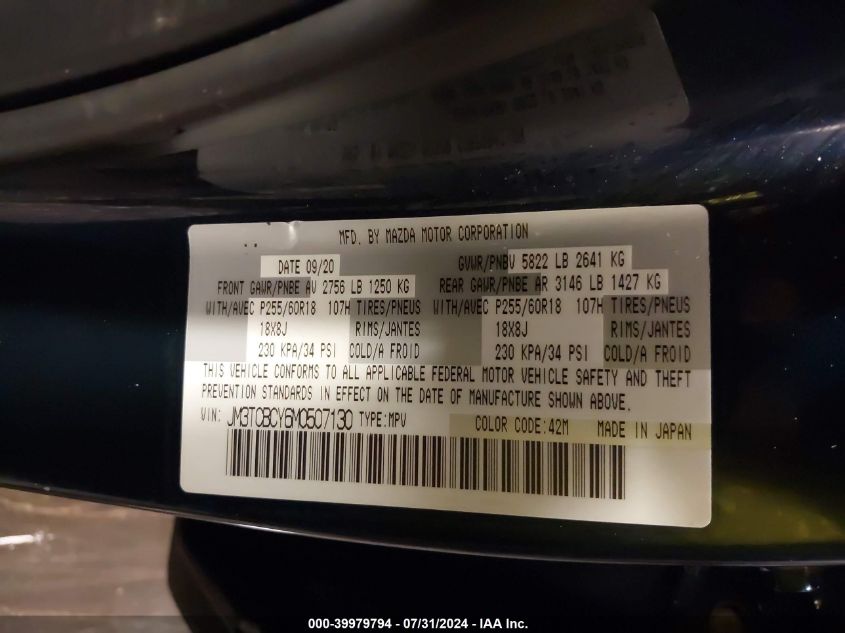 MFD. BY MAZDA MOTOR CORPORATION
DATE 09/20 GVWR/PNBV 5822 LB 2641 KG
FRONT GAWR/PNBE AV 2756 LB 1250 KG REAR GAWR/PNBE AR 3146 LB 1427 KG
WITH/AVEC P255/60R18 107H TIRES/PNEUS WITH/AVEC P255/60R18 107H TIRES/PNEUS
18X8J RIMS/JANTES 18X8J RIMS/JANTES
230 KPA/34 PSI COLD/A FROID 230 KPA/34 PSI COLD/A FROID
THIS VEHICLE CONFORMS TO ALL APPLICABLE FEDERAL MOTOR VEHICLE SAFETY AND THEFT
PREVENTION STANDARDS IN EFFECT ON THE DATE OF MANUFACTURE SHOWN ABOVE.
VIN: JM3TCBCY6M0507130 TYPE:MPV COLOR CODE:42M MADE IN JAPAN
000-39979794 - 07/31/2024 - IAA Inc.